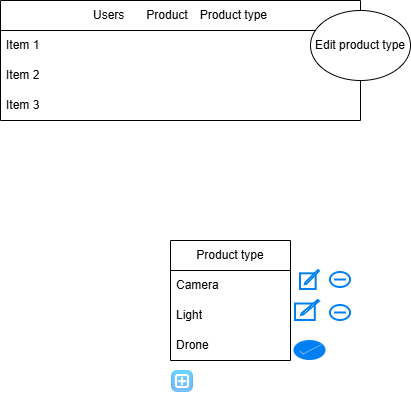 Users Product Product type
Edit product type
Item 1
Item 2
Item 3
Product type
Camera
Light
Drone